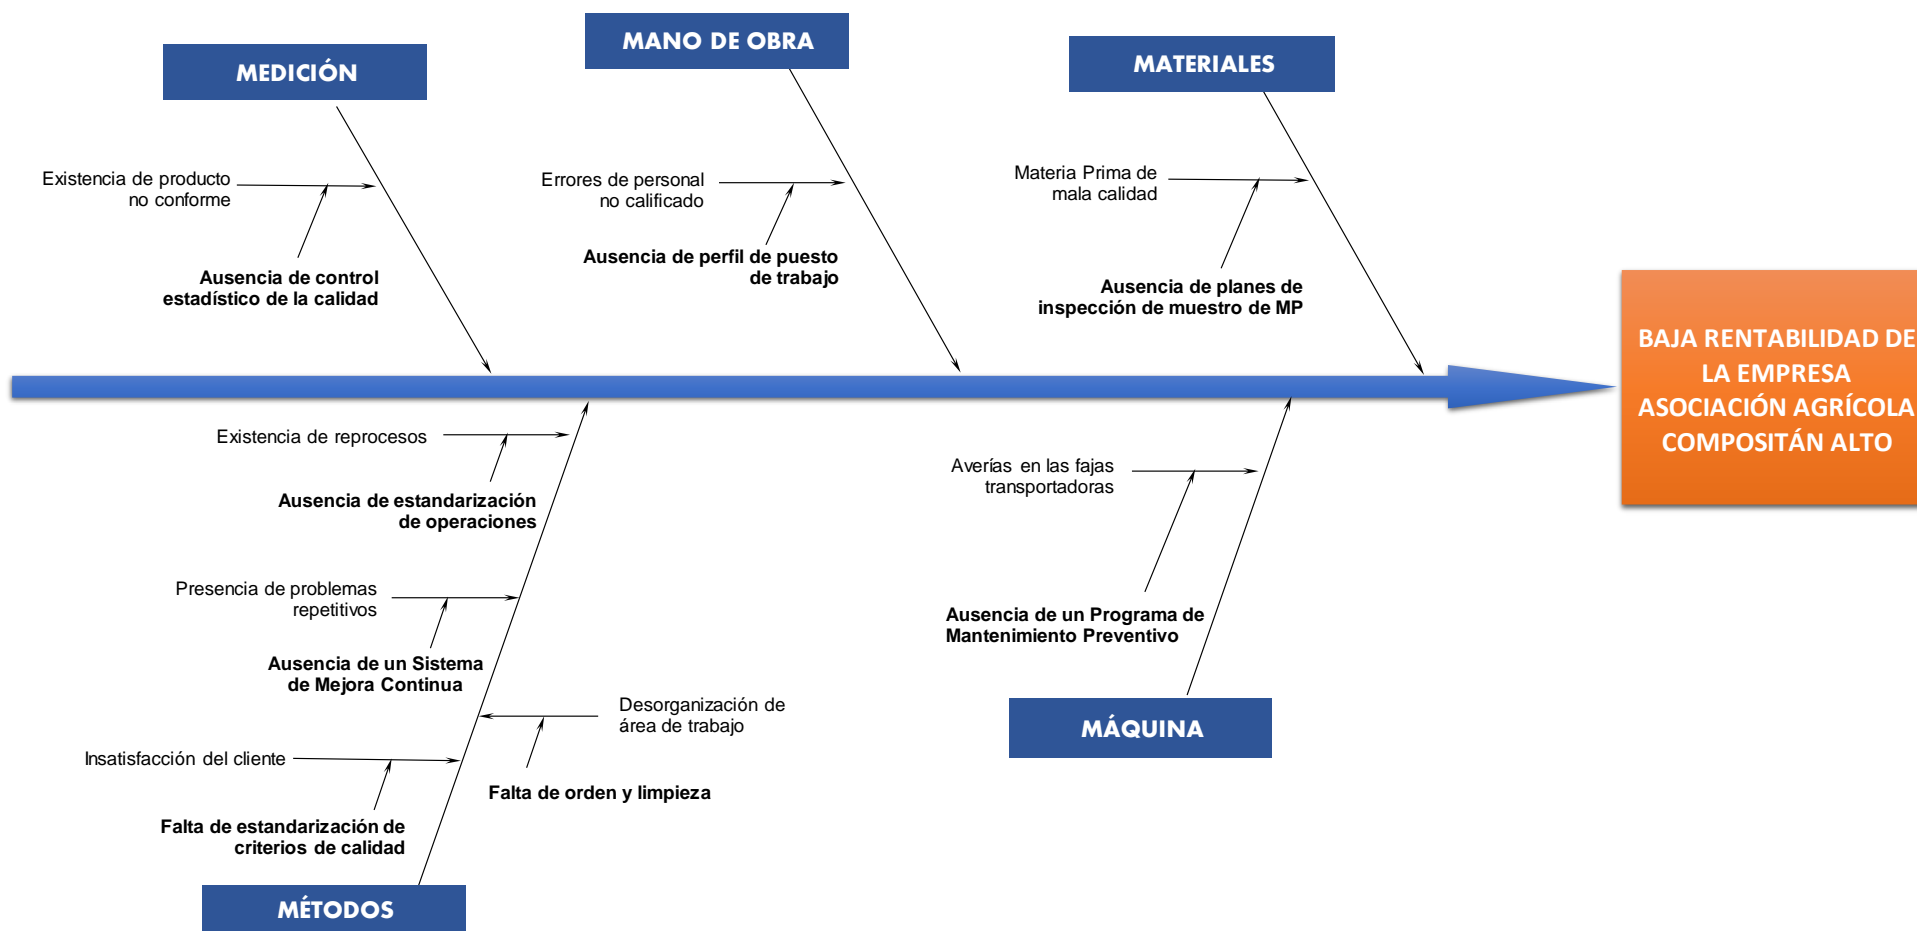 MEDICIÓN
MANO DE OBRA
MATERIALES
Existencia de producto
no conforme
Ausencia de control
estadístico de la calidad
Errores de personal
no calificado
Ausencia de perfil de puesto
de trabajo
Materia Prima de
mala calidad
Ausencia de planes de
inspección de muestro de MP
BAJA RENTABILIDAD DE
LA EMPRESA
ASOCIACIÓN AGRÍCOLA
COMPOSITÁN ALTO
Existencia de reprocesos
Ausencia de estandarización
de operaciones
Presencia de problemas
repetitivos
Ausencia de un Sistema
de Mejora Continua
Desorganización de
área de trabajo
Falta de orden y limpieza
Insatisfacción del cliente
Falta de estandarización de
criterios de calidad
MÉTODOS
Averías en las fajas
transportadoras
Ausencia de un Programa de
Mantenimiento Preventivo
MÁQUINA